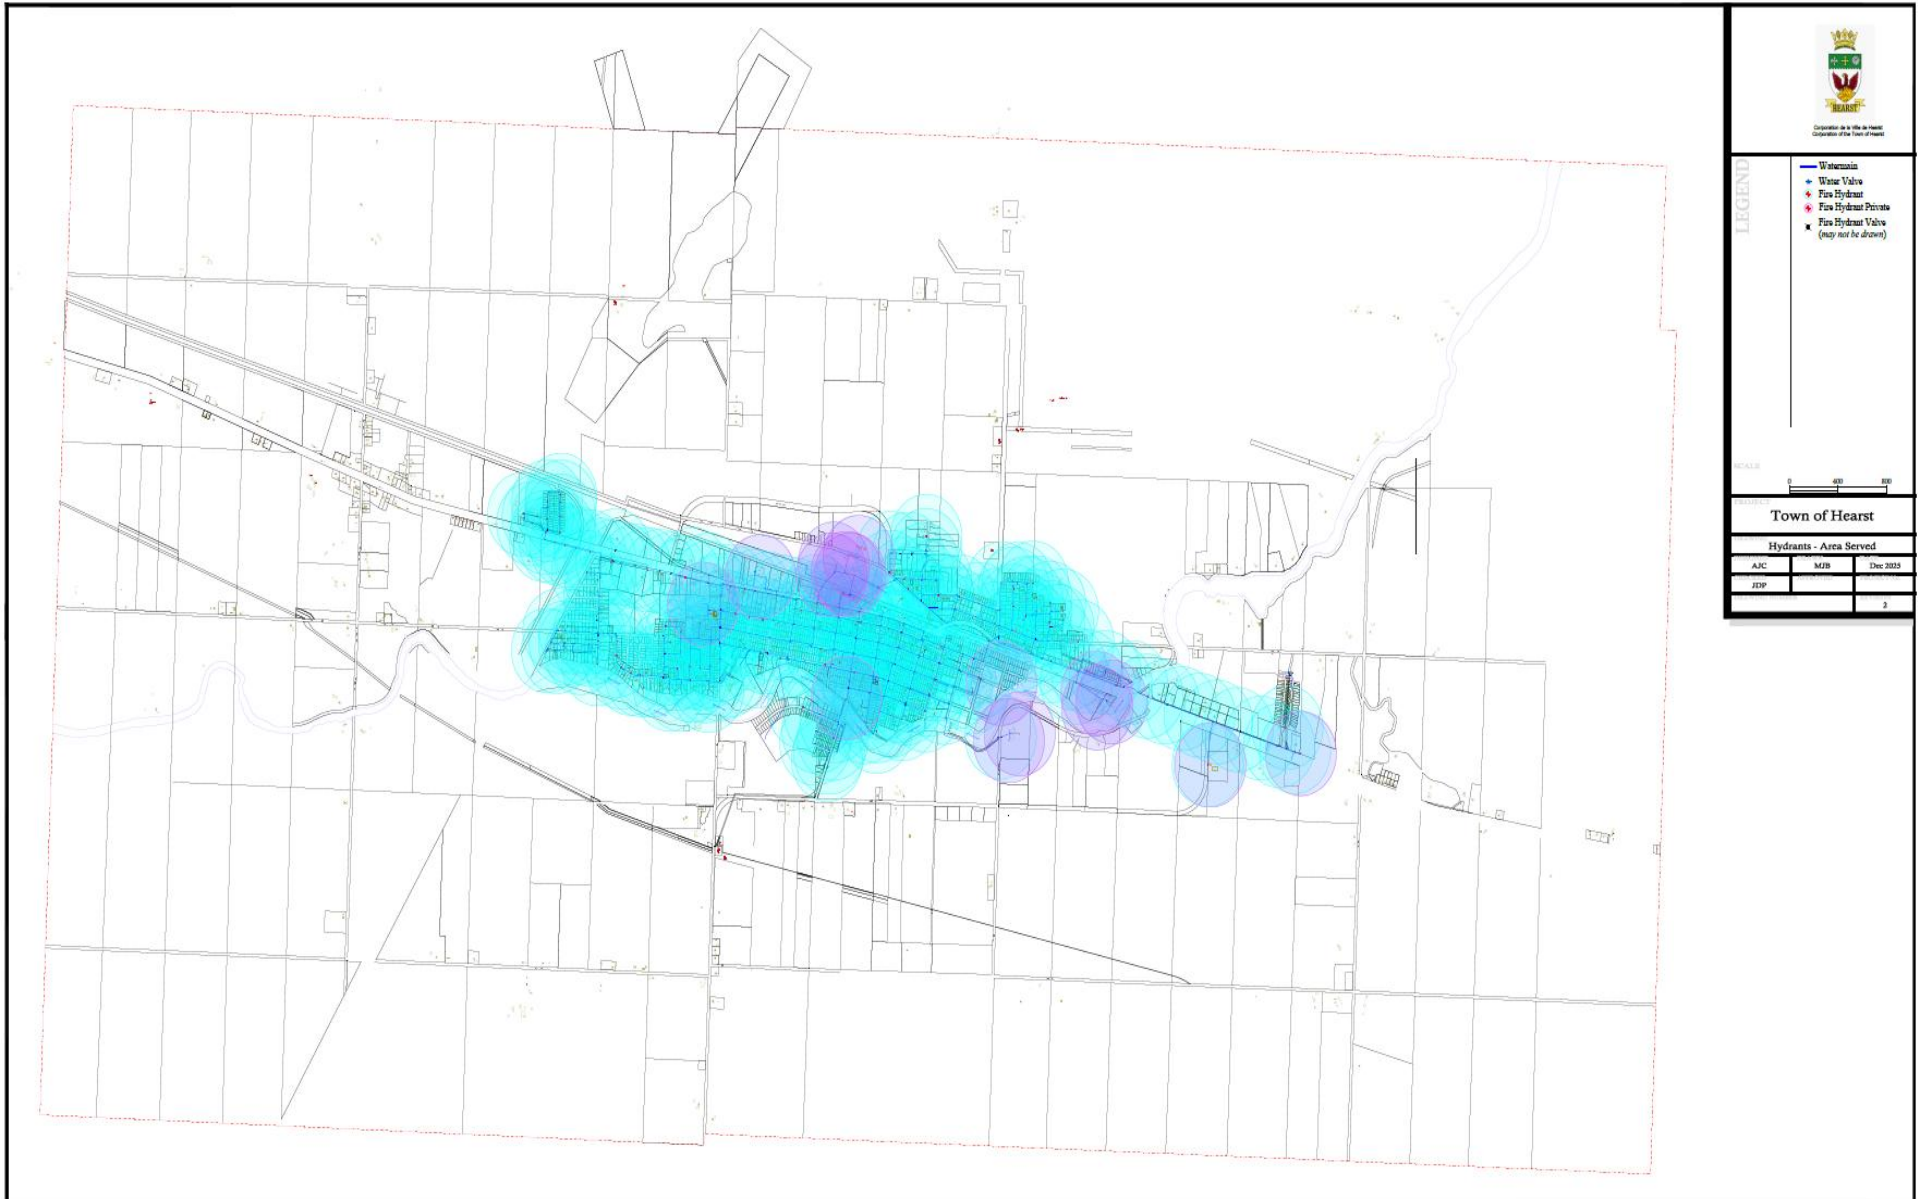 HEARST
Corporation de la Ville de Hearst
Corporation of the Town of Hearst
LEGEND
Watermain
Water Valve
Fire Hydrant
Fire Hydrant Private
Fire Hydrant Valve
(may not be drawn)
SCALE
0 400 800
PROJECT
Town of Hearst
Hydrants - Area Served
AJC MJB Dec 2025
JDP
2